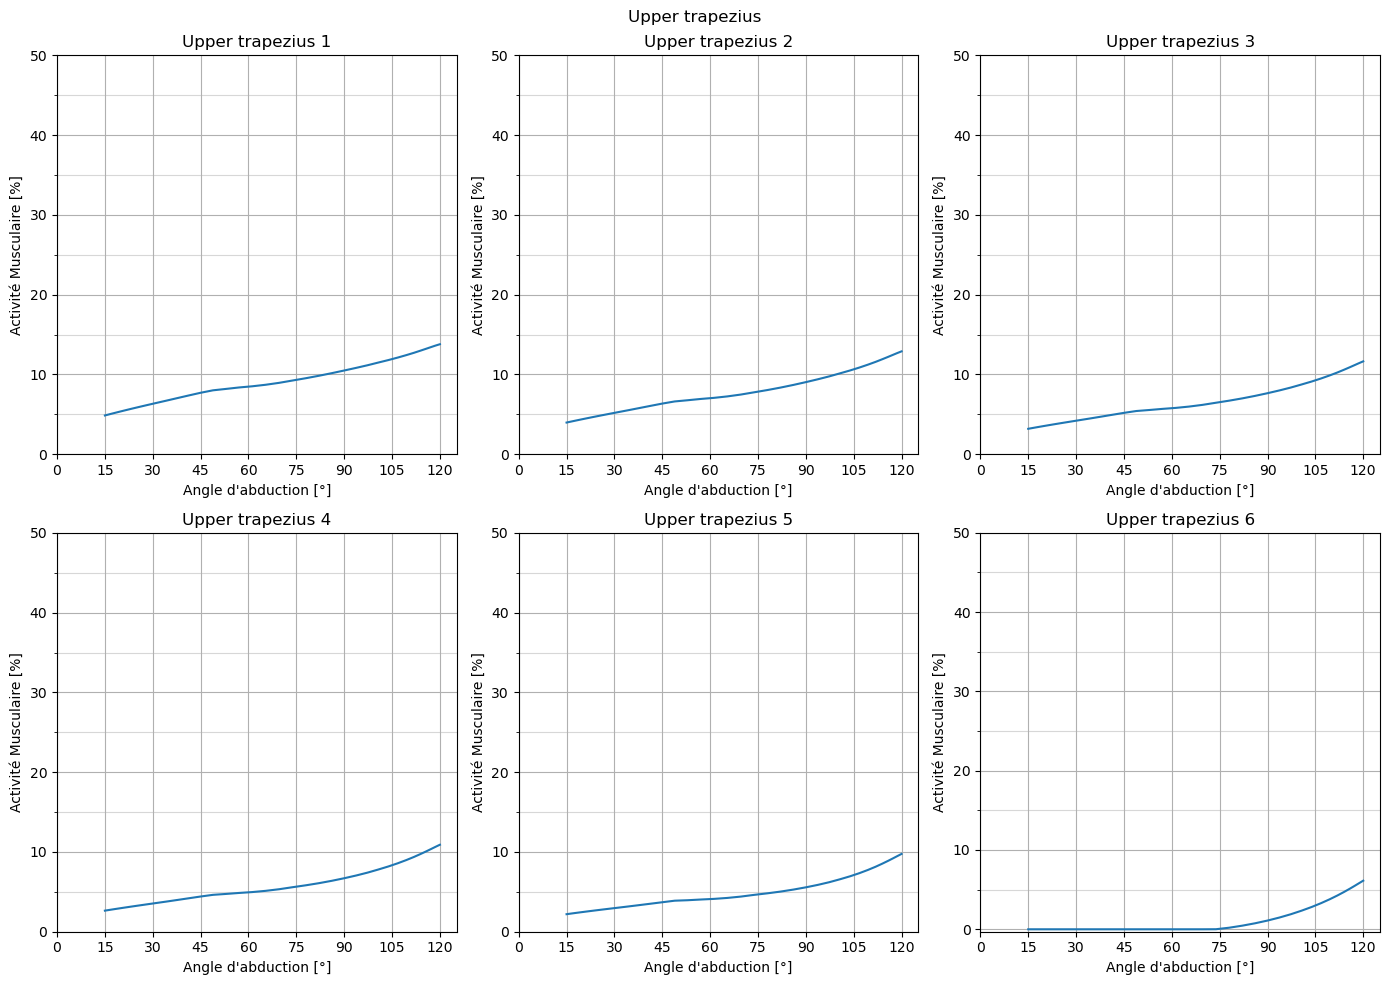 Upper trapezius
Upper trapezius 1
50
40
30
20
10
0
Activité Musculaire [%]
0 15 30 45 60 75 90 105 120
Angle d'abduction [°]
Upper trapezius 2
50
40
30
20
10
0
Activité Musculaire [%]
0 15 30 45 60 75 90 105 120
Angle d'abduction [°]
Upper trapezius 3
50
40
30
20
10
0
Activité Musculaire [%]
0 15 30 45 60 75 90 105 120
Angle d'abduction [°]
Upper trapezius 4
50
40
30
20
10
0
Activité Musculaire [%]
0 15 30 45 60 75 90 105 120
Angle d'abduction [°]
Upper trapezius 5
50
40
30
20
10
0
Activité Musculaire [%]
0 15 30 45 60 75 90 105 120
Angle d'abduction [°]
Upper trapezius 6
50
40
30
20
10
0
Activité Musculaire [%]
0 15 30 45 60 75 90 105 120
Angle d'abduction [°]